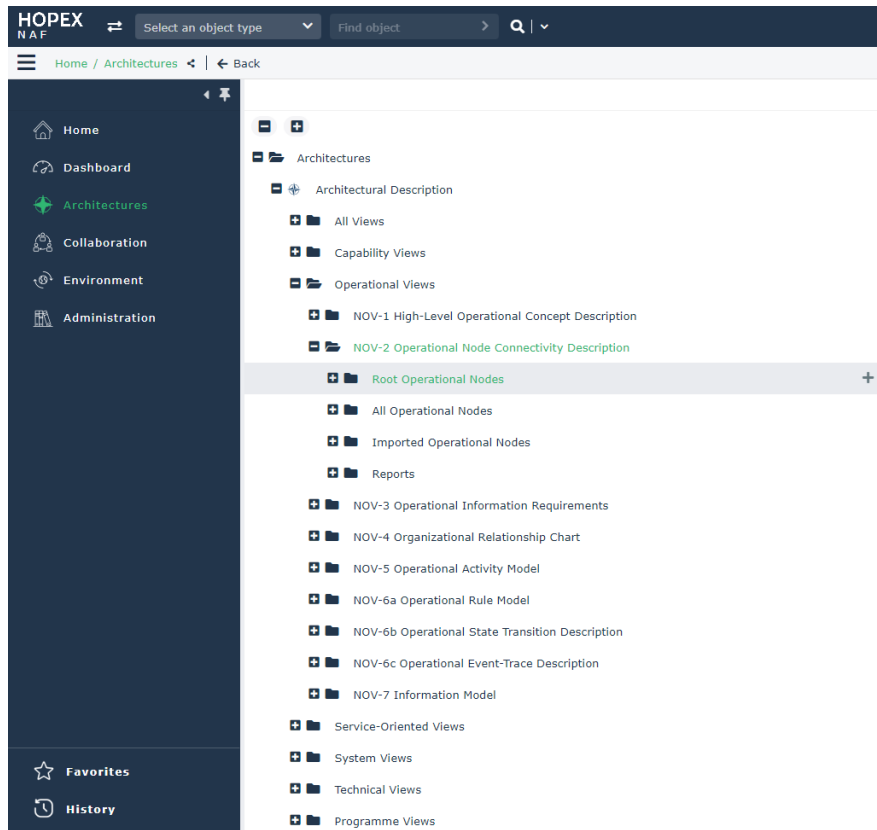 HOPEX
NAF
Select an object type
Find object
Home / Architectures
Back
Home
Dashboard
Architectures
Collaboration
Environment
Administration
Favorites
History
Architectures
Architectural Description
All Views
Capability Views
Operational Views
NOV-1 High-Level Operational Concept Description
NOV-2 Operational Node Connectivity Description
Root Operational Nodes
All Operational Nodes
Imported Operational Nodes
Reports
NOV-3 Operational Information Requirements
NOV-4 Organizational Relationship Chart
NOV-5 Operational Activity Model
NOV-6a Operational Rule Model
NOV-6b Operational State Transition Description
NOV-6c Operational Event-Trace Description
NOV-7 Information Model
Service-Oriented Views
System Views
Technical Views
Programme Views